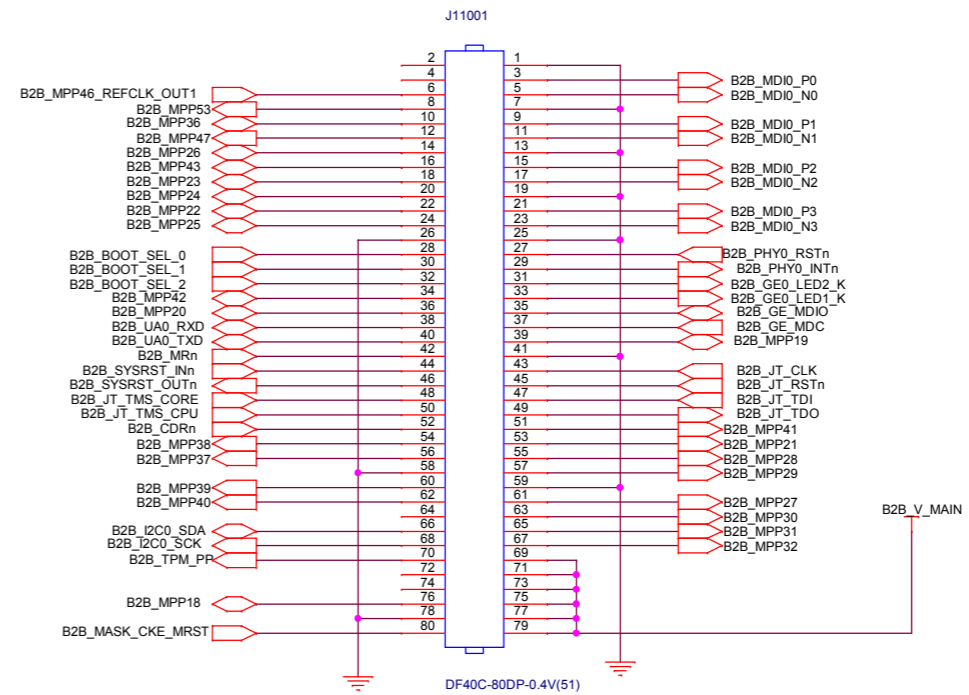 J11001
2 1
4 3 B2B_MDI0_P0
B2B_MPP46_REFCLK_OUT1 6 5 B2B_MDI0_N0
B2B_MPP53 8 7
B2B_MPP36 10 9 B2B_MDI0_P1
B2B_MPP47 12 11 B2B_MDI0_N1
B2B_MPP26 14 13
B2B_MPP43 16 15 B2B_MDI0_P2
B2B_MPP23 18 17 B2B_MDI0_N2
B2B_MPP24 20 19
B2B_MPP22 22 21 B2B_MDI0_P3
B2B_MPP25 24 23 B2B_MDI0_N3
26 25
B2B_BOOT_SEL_0 28 27 B2B_PHY0_RSTn
B2B_BOOT_SEL_1 30 29 B2B_PHY0_INTn
B2B_BOOT_SEL_2 32 31 B2B_GE0_LED2_K
B2B_MPP42 34 33 B2B_GE0_LED1_K
B2B_MPP20 36 35 B2B_GE_MDIO
B2B_UA0_RXD 38 37 B2B_GE_MDC
B2B_UA0_TXD 40 39 B2B_MPP19
B2B_MRn 42 41
B2B_SYSRST_INn 44 43 B2B_JT_CLK
B2B_SYSRST_OUTn 46 45 B2B_JT_RSTn
B2B_JT_TMS_CORE 48 47 B2B_JT_TDI
B2B_JT_TMS_CPU 50 49 B2B_JT_TDO
B2B_CDRn 52 51 B2B_MPP41
B2B_MPP38 54 53 B2B_MPP21
B2B_MPP37 56 55 B2B_MPP28
58 57 B2B_MPP29
B2B_MPP39 60 59
B2B_MPP40 62 61 B2B_MPP27
64 63 B2B_MPP30
B2B_I2C0_SDA 66 65 B2B_MPP31
B2B_I2C0_SCK 68 67 B2B_MPP32
B2B_V_MAIN
B2B_TPM_PP 70 69
72 71
74 73
B2B_MPP18 76 75
78 77
B2B_MASK_CKE_MRST 80 79
DF40C-80DP-0.4V(51)